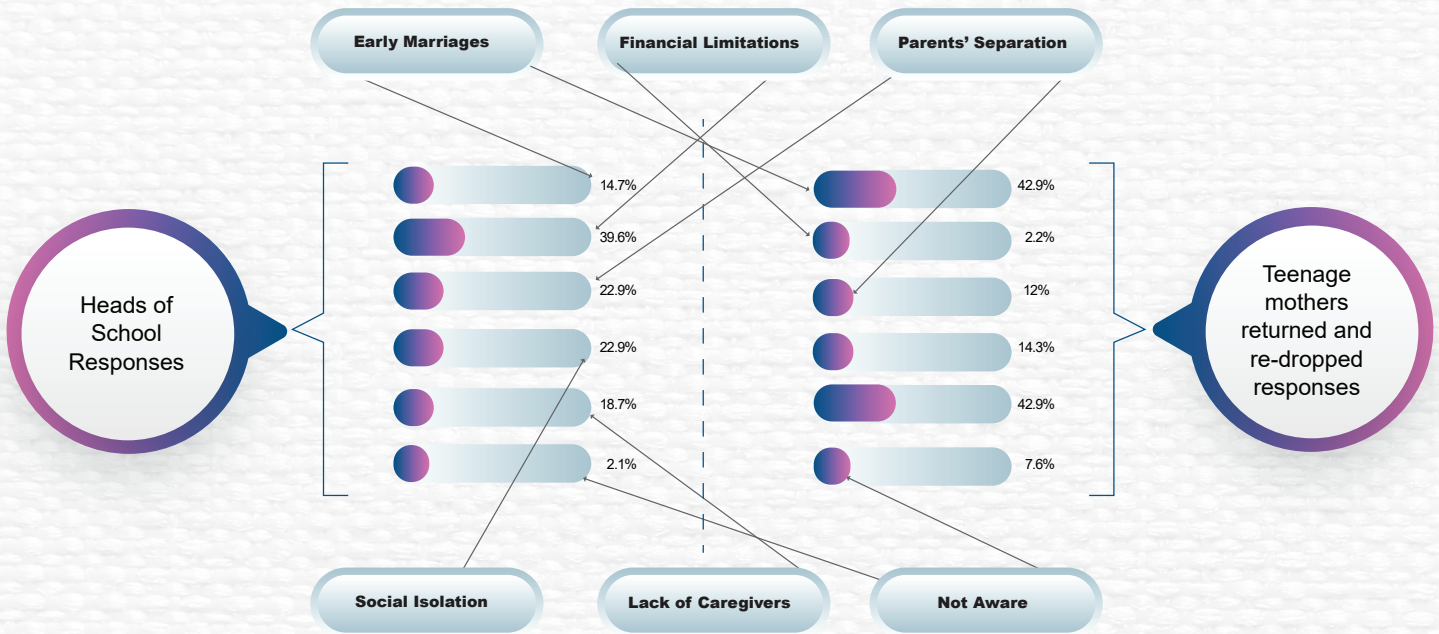 Early Marriages
Financial Limitations
Parents’ Separation
Heads of
School
Responses
14.7%
39.6%
22.9%
22.9%
18.7%
2.1%
42.9%
2.2%
12%
14.3%
42.9%
7.6%
Teenage
mothers
returned and
re-dropped
responses
Social Isolation
Lack of Caregivers
Not Aware